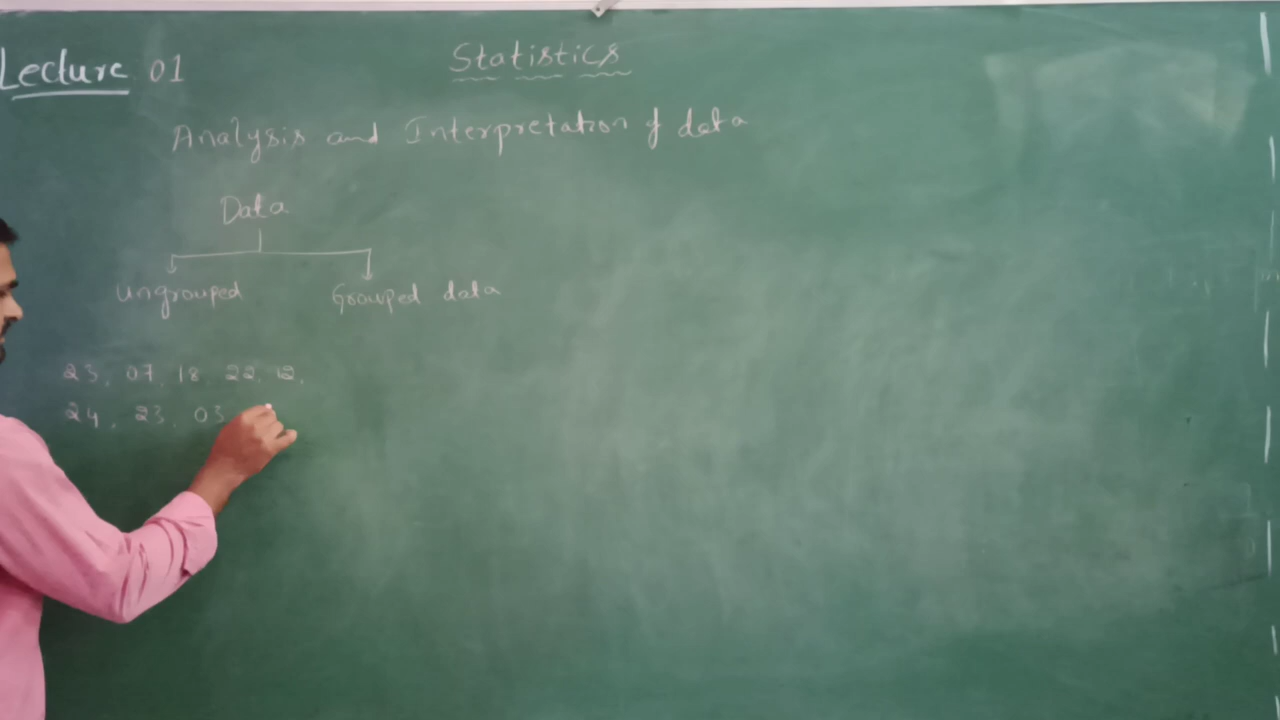 Lecture 01
Statistics
Analysis and Interpretation of data
Data
ungrouped
Grouped data
23, 07, 18, 22, 12,
24, 23, 03